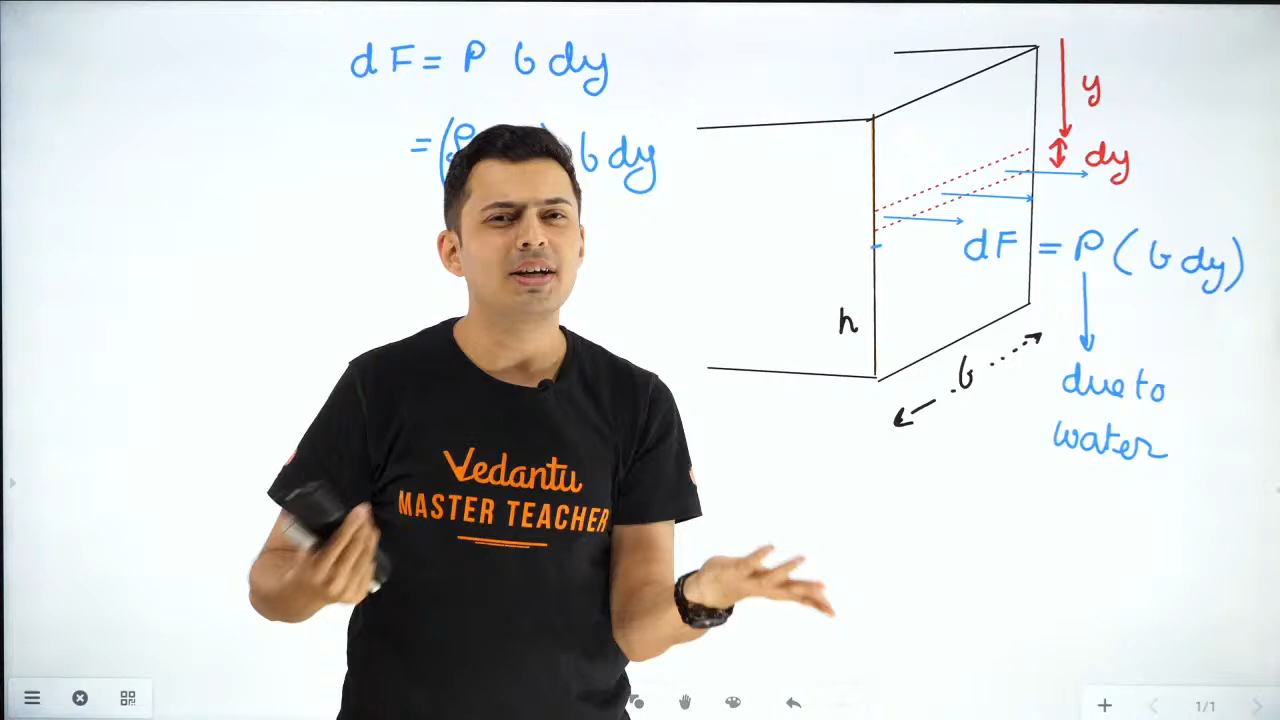 dF = P b dy
= (ρ ) b dy
y
dy
dF = P ( b dy)
h
b
due to
water
Vedantu
MASTER TEACHER
1/1